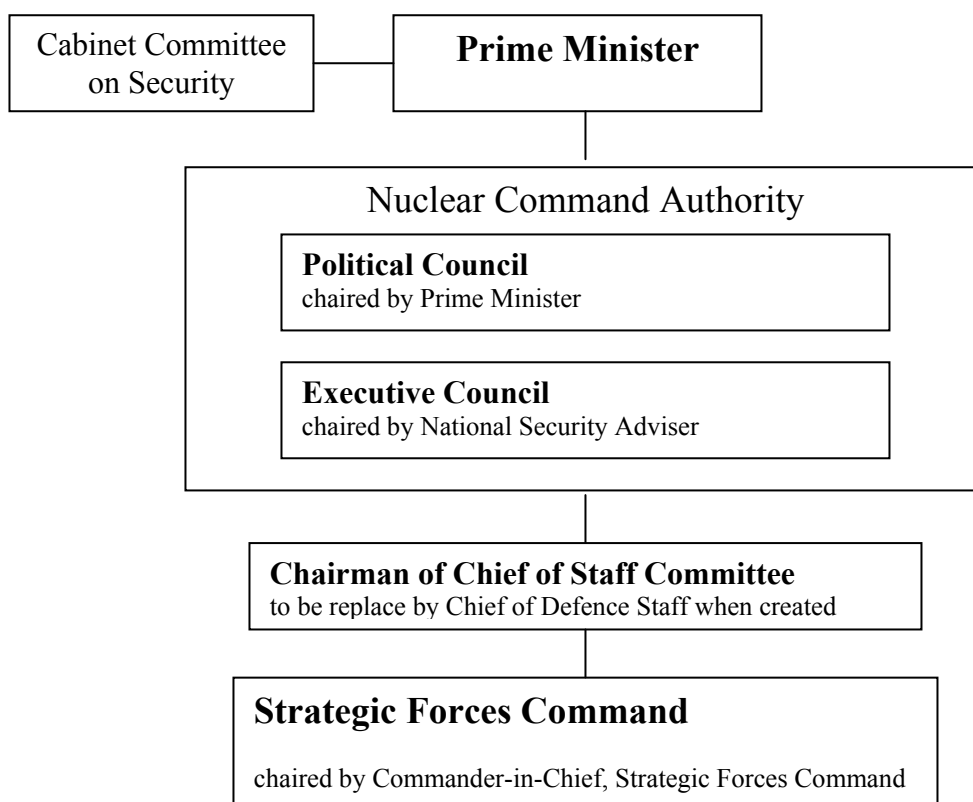 Cabinet Committee
on Security
Prime Minister
Nuclear Command Authority
Political Council
chaired by Prime Minister
Executive Council
chaired by National Security Adviser
Chairman of Chief of Staff Committee
to be replace by Chief of Defence Staff when created
Strategic Forces Command
chaired by Commander-in-Chief, Strategic Forces Command